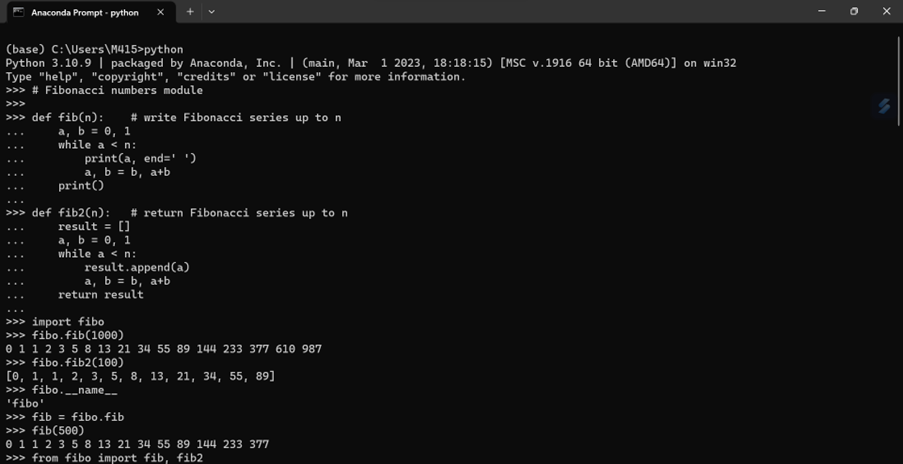 Anaconda Prompt - python
(base) C:\Users\M415>python
Python 3.10.9 | packaged by Anaconda, Inc. | (main, Mar  1 2023, 18:18:15) [MSC v.1916 64 bit (AMD64)] on win32
Type "help", "copyright", "credits" or "license" for more information.
>>> # Fibonacci numbers module
>>>
>>> def fib(n):    # write Fibonacci series up to n
...     a, b = 0, 1
...     while a < n:
...         print(a, end=' ')
...         a, b = b, a+b
...     print()
...
>>> def fib2(n):   # return Fibonacci series up to n
...     result = []
...     a, b = 0, 1
...     while a < n:
...         result.append(a)
...         a, b = b, a+b
...     return result
...
>>> import fibo
>>> fibo.fib(1000)
0 1 1 2 3 5 8 13 21 34 55 89 144 233 377 610 987
>>> fibo.fib2(100)
[0, 1, 1, 2, 3, 5, 8, 13, 21, 34, 55, 89]
>>> fibo.__name__
'fibo'
>>> fib = fibo.fib
>>> fib(500)
0 1 1 2 3 5 8 13 21 34 55 89 144 233 377
>>> from fibo import fib, fib2